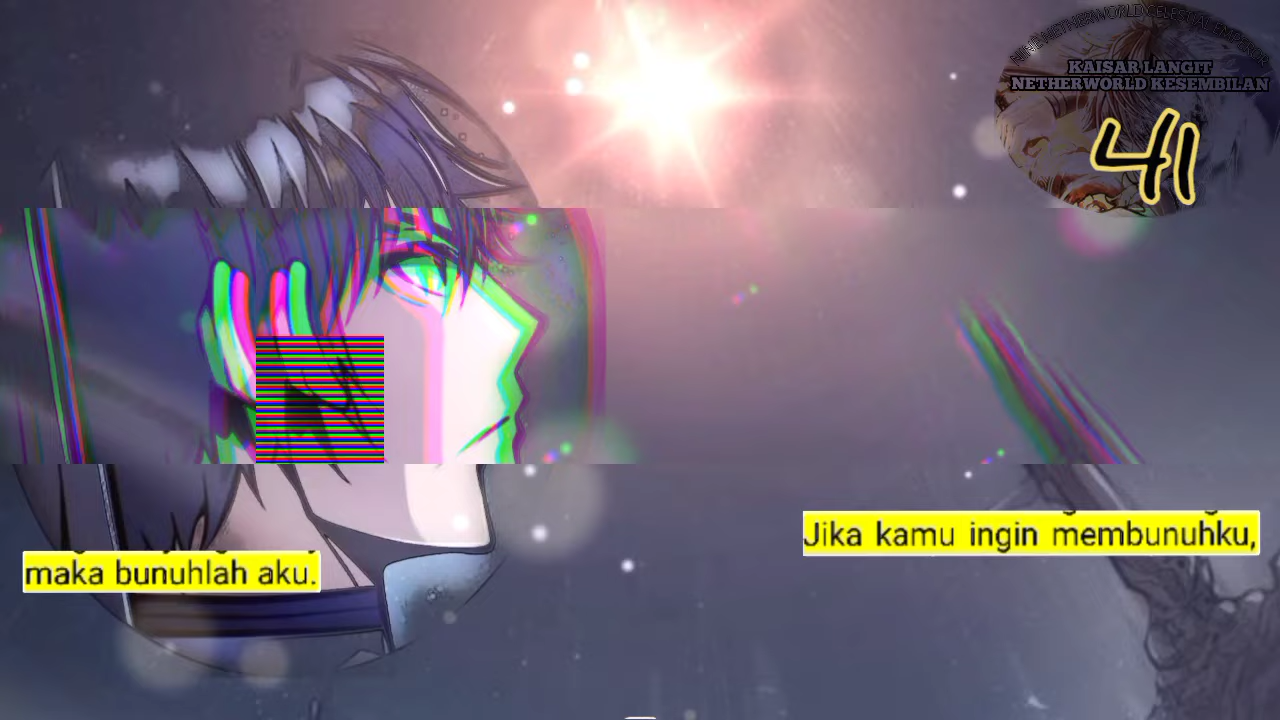 KAISAR LANGIT
NETHERWORLD KESEMBILAN
41
Jika kamu ingin membunuhku,
maka bunuhlah aku.